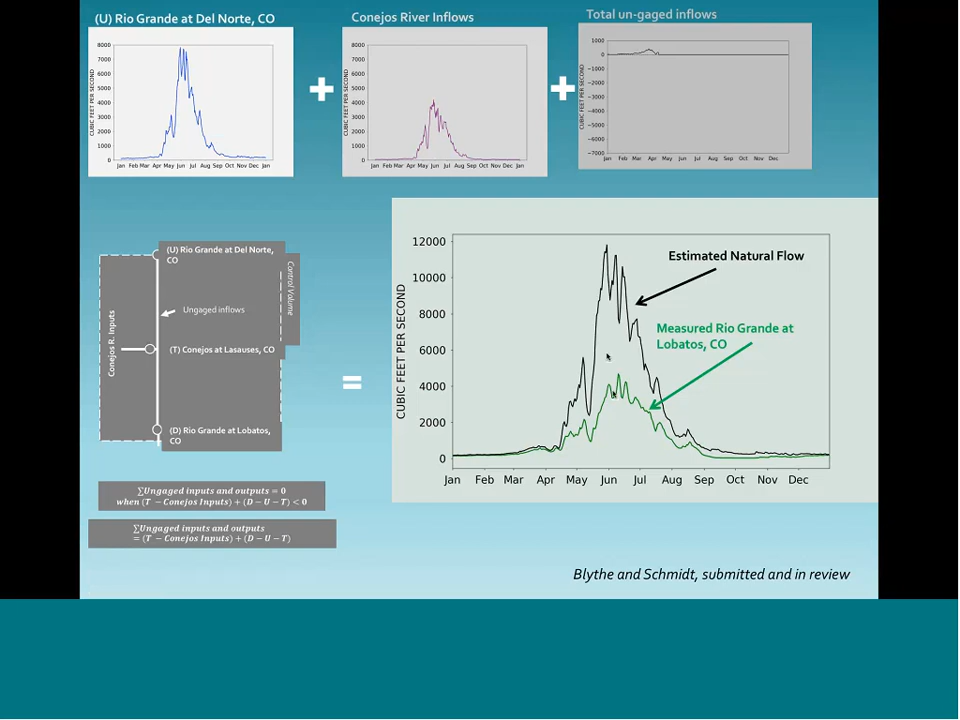 (U) Rio Grande at Del Norte, CO
Conejos River Inflows
Total un-gaged inflows
CUBIC FEET PER SECOND
8000
7000
6000
5000
4000
3000
2000
1000
0
Jan Feb Mar Apr May Jun Jul Aug Sep Oct Nov Dec Jan
+
CUBIC FEET PER SECOND
8000
7000
6000
5000
4000
3000
2000
1000
0
Jan Feb Mar Apr May Jun Jul Aug Sep Oct Nov Dec Jan
+
CUBIC FEET PER SECOND
1000
0
−1000
−2000
−3000
−4000
−5000
−6000
−7000
Jan Feb Mar Apr May Jun Jul Aug Sep Oct Nov Dec
(U) Rio Grande at Del Norte,
CO
Control Volume
Ungaged inflows
Conejos R. Inputs
(T) Conejos at Lasauses, CO
(D) Rio Grande at Lobatos,
CO
=
CUBIC FEET PER SECOND
12000
10000
8000
6000
4000
2000
0
Jan Feb Mar Apr May Jun Jul Aug Sep Oct Nov Dec
Estimated Natural Flow
Measured Rio Grande at
Lobatos, CO
∑Ungaged inputs and outputs = 0
when (T − Conejos Inputs) + (D − U − T) < 0
∑Ungaged inputs and outputs
= (T − Conejos Inputs) + (D − U − T)
Blythe and Schmidt, submitted and in review